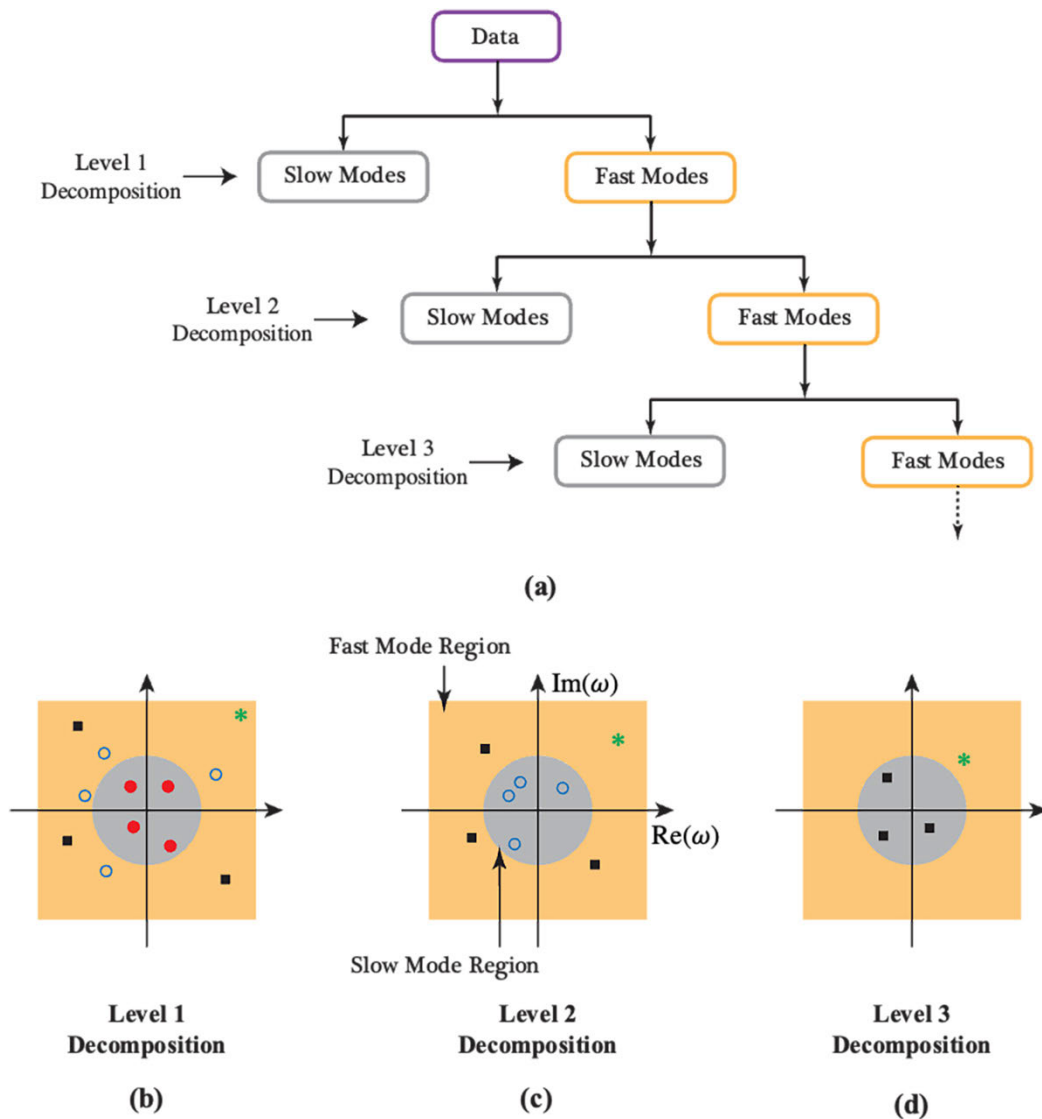 Data
Level 1
Decomposition
Slow Modes
Fast Modes
Level 2
Decomposition
Slow Modes
Fast Modes
Level 3
Decomposition
Slow Modes
Fast Modes
(a)
Fast Mode Region
Im(ω)
Re(ω)
Slow Mode Region
Level 1
Decomposition
(b)
Level 2
Decomposition
(c)
Level 3
Decomposition
(d)